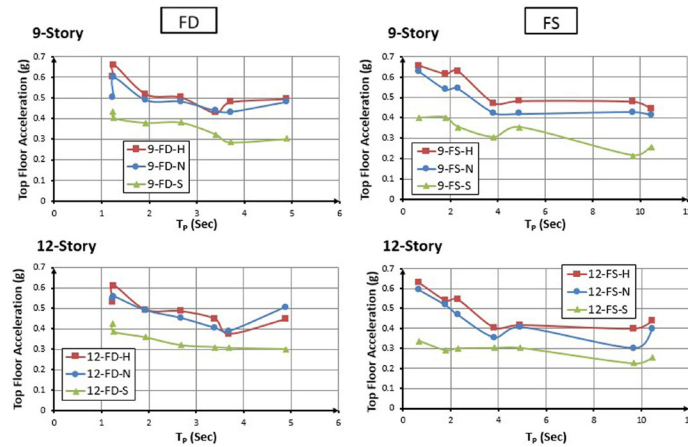 FD
FS
9-Story
9-Story
Top Floor Acceleration (g)
0.7
0.6
0.5
0.4
0.3
0.2
0.1
0
9-FD-H
9-FD-N
9-FD-S
0 1 2 3 4 5 6
TP (Sec)
Top Floor Acceleration (g)
0.7
0.6
0.5
0.4
0.3
0.2
0.1
0
9-FS-H
9-FS-N
9-FS-S
0 2 4 6 8 10 12
TP (Sec)
12-Story
12-Story
Top Floor Acceleration (g)
0.7
0.6
0.5
0.4
0.3
0.2
0.1
0
12-FD-H
12-FD-N
12-FD-S
0 1 2 3 4 5 6
TP (Sec)
Top Floor Acceleration (g)
0.7
0.6
0.5
0.4
0.3
0.2
0.1
0
12-FS-H
12-FS-N
12-FS-S
0 2 4 6 8 10 12
TP (Sec)